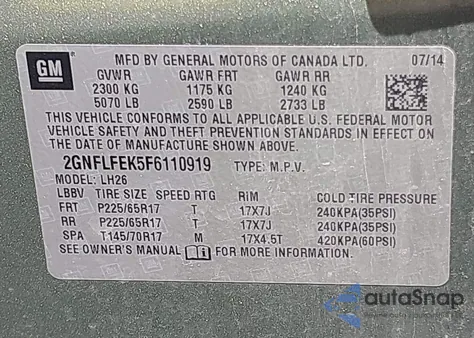 GM
MFD BY GENERAL MOTORS OF CANADA LTD. 07/14
GVWR GAWR FRT GAWR RR
2300 KG 1175 KG 1240 KG
5070 LB 2590 LB 2733 LB
THIS VEHICLE CONFORMS TO ALL APPLICABLE U.S. FEDERAL MOTOR
VEHICLE SAFETY AND THEFT PREVENTION STANDARDS IN EFFECT ON
THE DATE OF MANUFACTURE SHOWN ABOVE.
2GNFLFEK5F6110919 TYPE: M.P.V.
MODEL: LH26
LBBV TIRE SIZE SPEED RTG RIM COLD TIRE PRESSURE
FRT P225/65R17 T 17X7J 240KPA(35PSI)
RR P225/65R17 T 17X7J 240KPA(35PSI)
SPA T145/70R17 M 17X4.5T 420KPA(60PSI)
SEE OWNER'S MANUAL i FOR MORE INFORMATION.
autoSnap